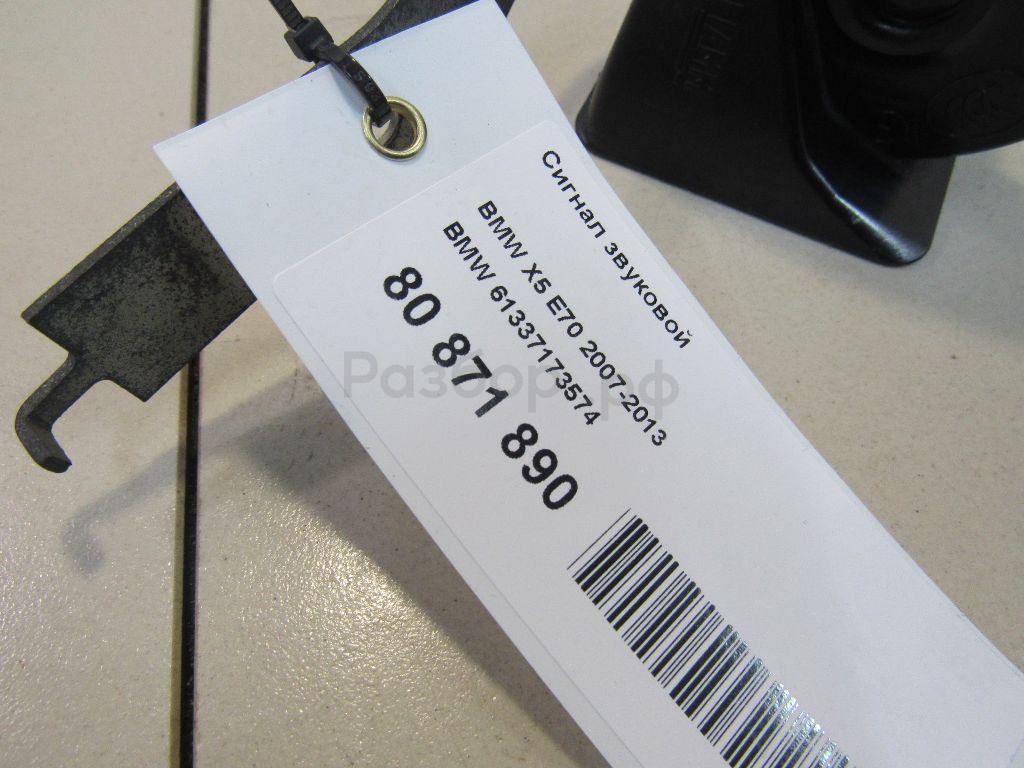 Сигнал звуковой
BMW X5 E70 2007-2013
BMW 61337173574
80 871 890